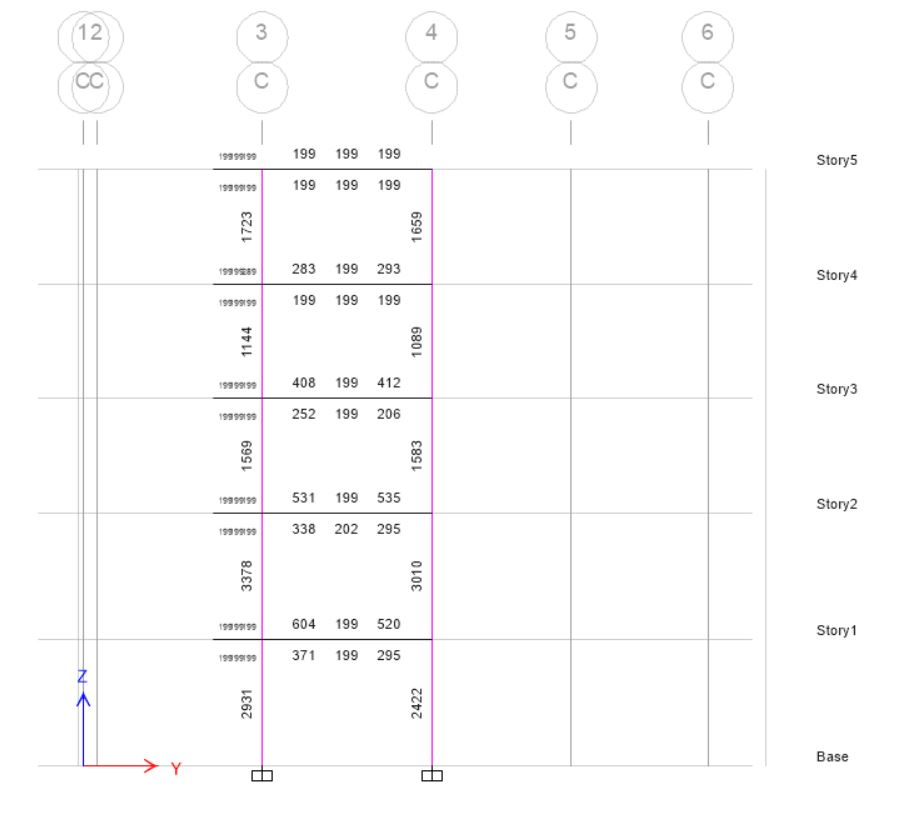 12 3 4 5 6
CC C C C C
199 199 199
Story5
199 199 199
1723 1659
283 199 293
Story4
199 199 199
1144 1089
408 199 412
Story3
252 199 206
1569 1583
531 199 535
Story2
338 202 295
3378 3010
604 199 520
Story1
371 199 295
Z
2931 2422
Base
Y